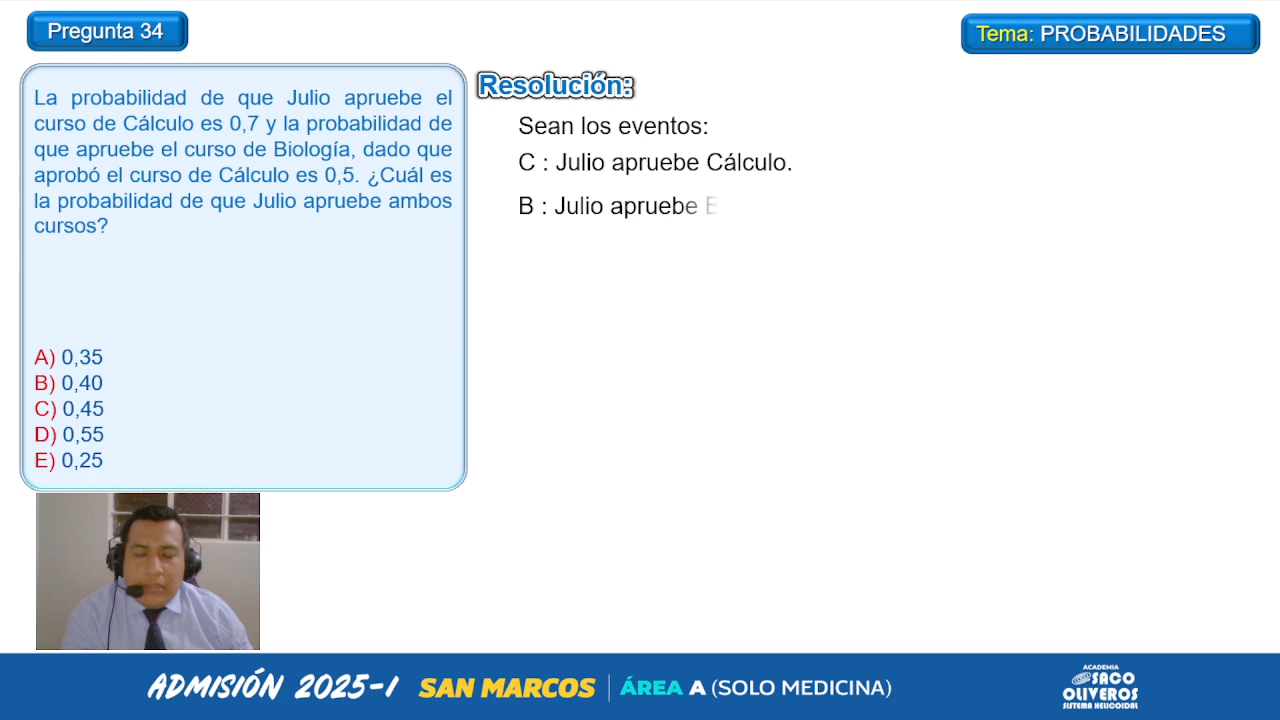 Pregunta 34
Tema: PROBABILIDADES
La probabilidad de que Julio apruebe el
curso de Cálculo es 0,7 y la probabilidad de
que apruebe el curso de Biología, dado que
aprobó el curso de Cálculo es 0,5. ¿Cuál es
la probabilidad de que Julio apruebe ambos
cursos?
A) 0,35
B) 0,40
C) 0,45
D) 0,55
E) 0,25
Resolución:
Sean los eventos:
C : Julio apruebe Cálculo.
B : Julio apruebe B
ADMISIÓN 2025-I SAN MARCOS ÁREA A (SOLO MEDICINA)
ACADEMIA
SACO
OLIVEROS
SISTEMA HELICOIDAL